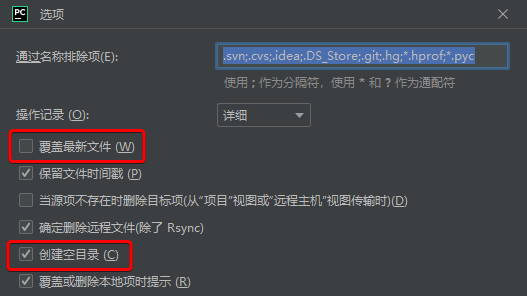 PC 选项
通过名称排除项(E): .svn;.cvs;.idea;.DS_Store;.git;.hg;*.hprof;*.pyc
使用 ; 作为分隔符，使用 * 和 ? 作为通配符
操作记录 (O): 详细
覆盖最新文件 (W)
保留文件时间戳 (P)
当源项不存在时删除目标项(从“项目”视图或“远程主机”视图传输时)(D)
确定删除远程文件(除了 Rsync)
创建空目录 (C)
覆盖或删除本地项时提示 (R)